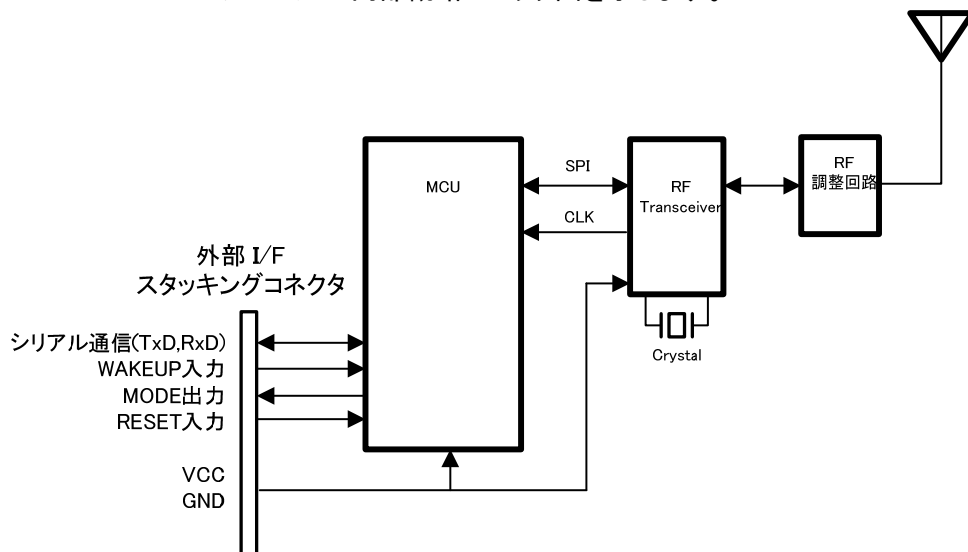 SPI
MCU
RF
Transceiver
RF
調整回路
CLK
外部 I/F
スタッキングコネクタ
Crystal
シリアル通信(TxD,RxD)
WAKEUP入力
MODE出力
RESET入力
VCC
GND